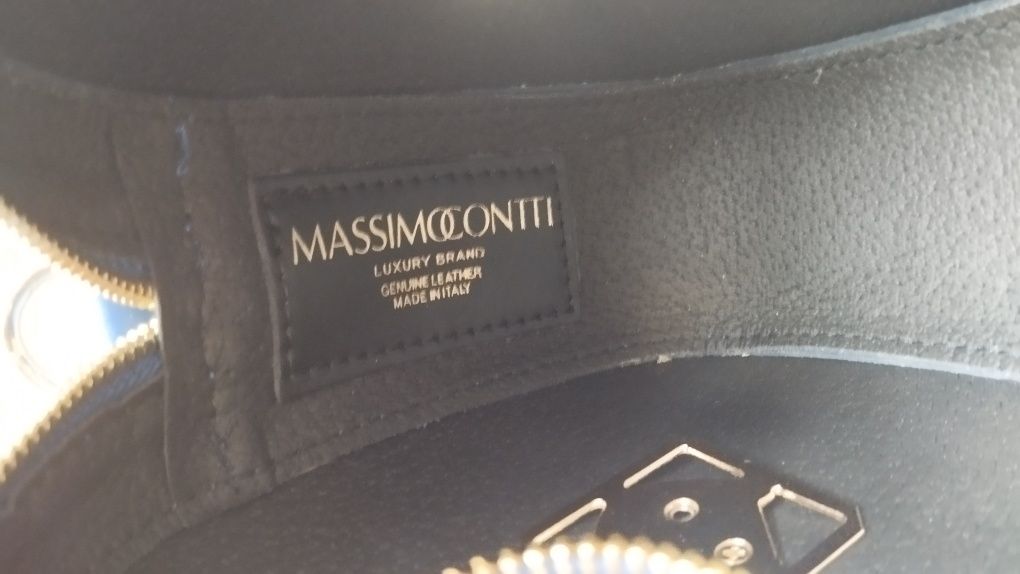 MASSIMOCONTTI
LUXURY BRAND
GENUINE LEATHER
MADE IN ITALY